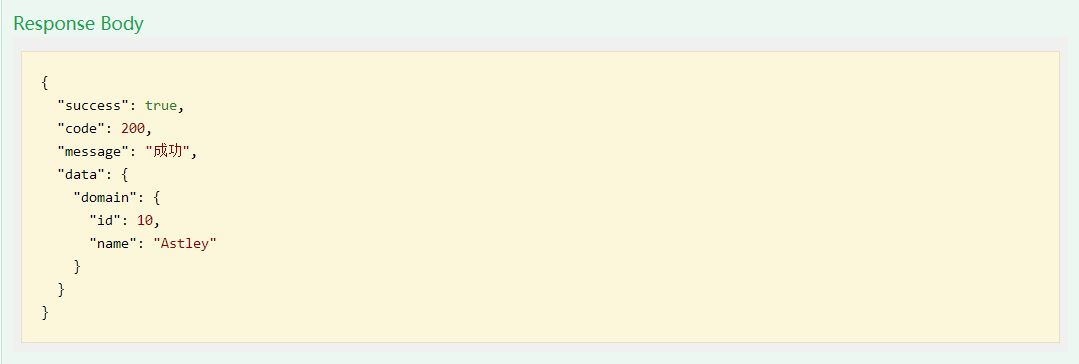 Response Body
{
  "success": true,
  "code": 200,
  "message": "成功",
  "data": {
    "domain": {
      "id": 10,
      "name": "Astley"
    }
  }
}